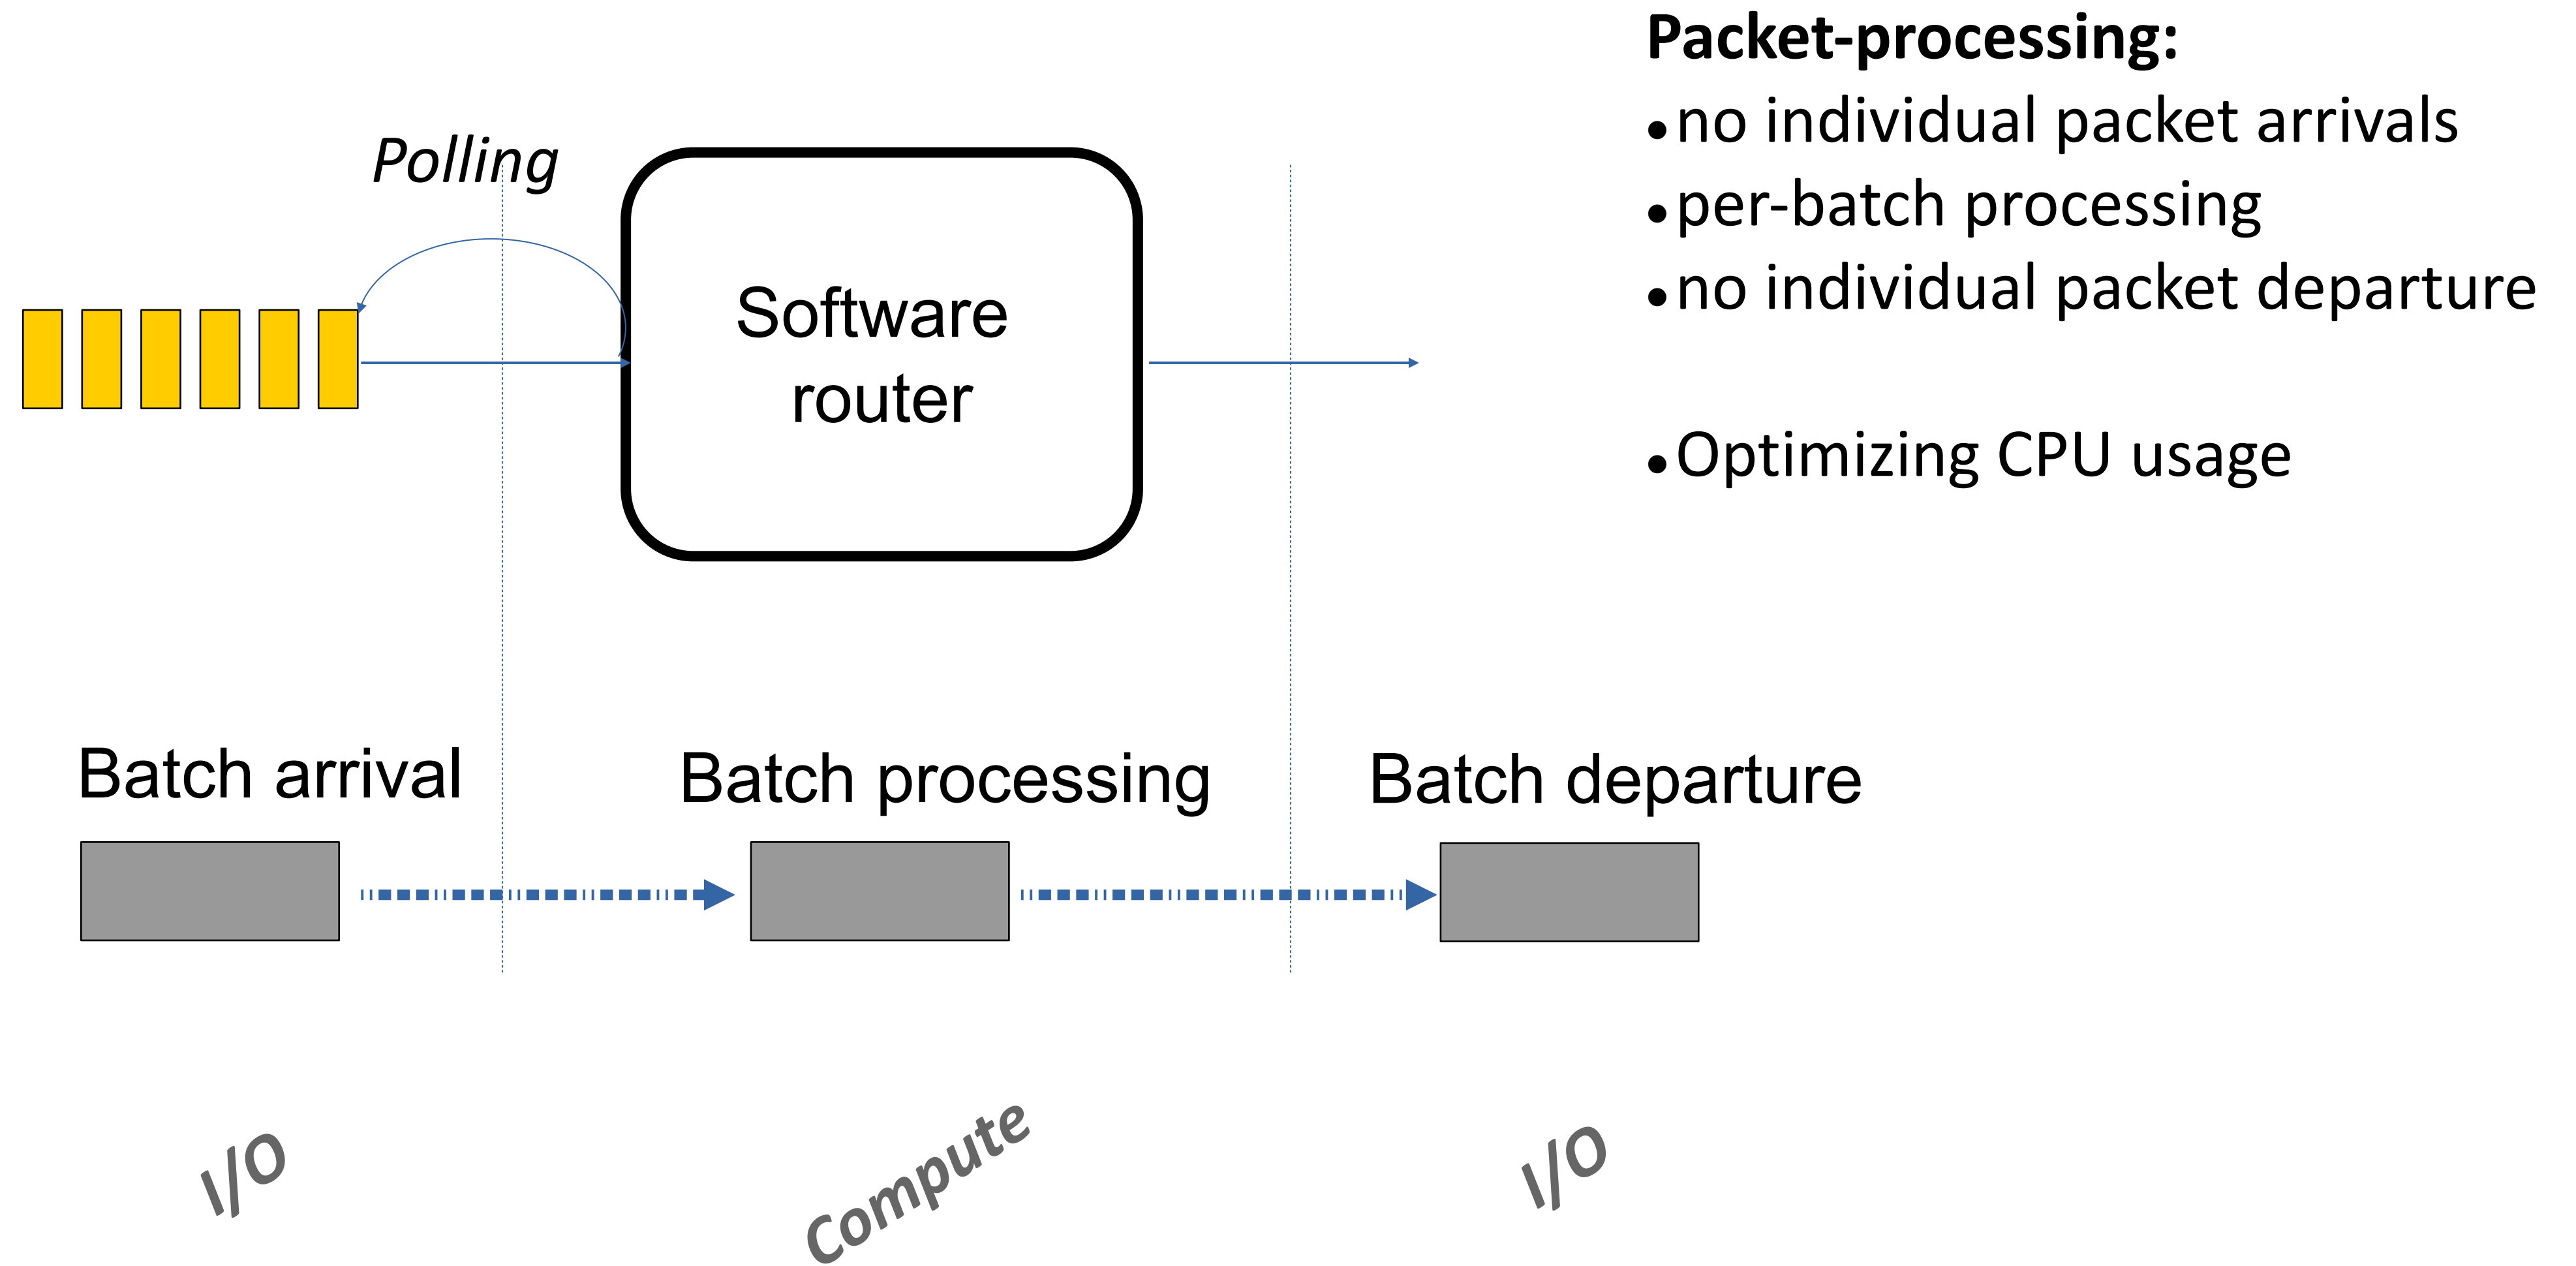 Packet-processing:
•no individual packet arrivals
•per-batch processing
•no individual packet departure
•Optimizing CPU usage
Polling
Software
router
Batch arrival
Batch processing
Batch departure
I/O
Compute
I/O